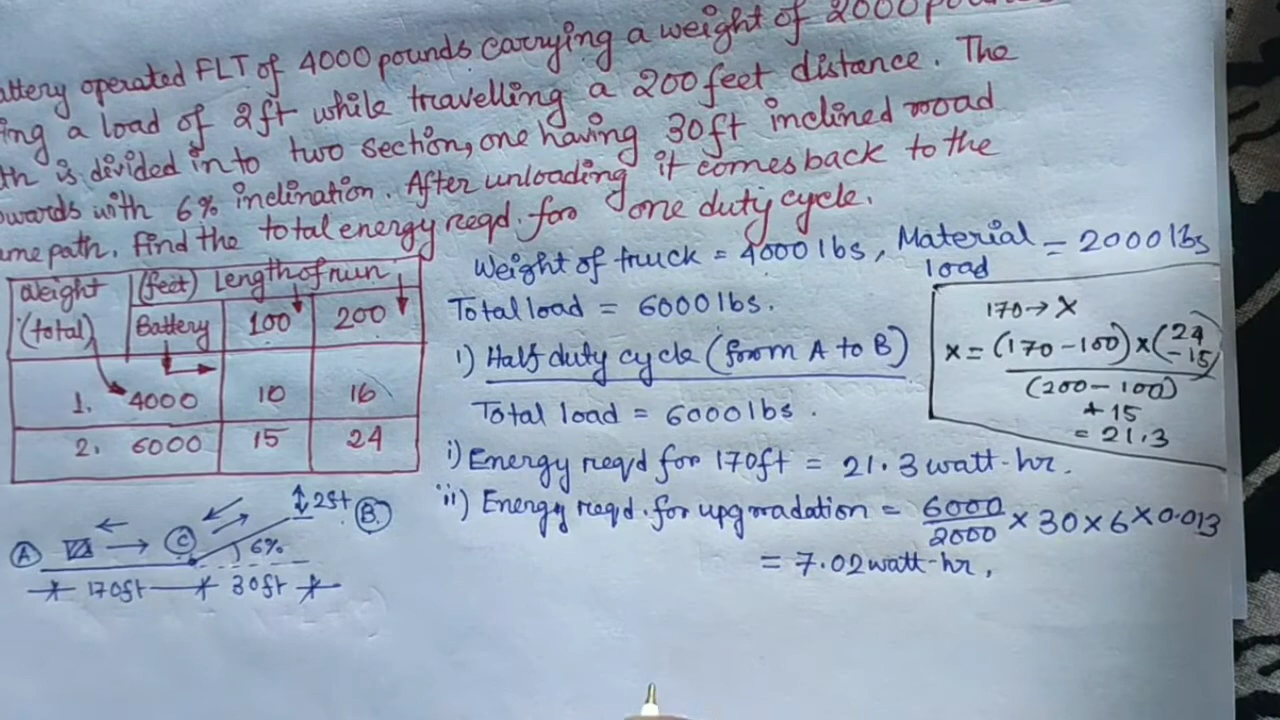 attery operated FLT of 4000 pounds carrying a weight of 2000
ing a load of 2ft while travelling a 200 feet distance. The
th is divided into two section, one having 30ft inclined road
owards with 6% inclination. After unloading it comes back to the
ame path. Find the total energy reqd. for one duty cycle.
Weight (total)
(feet) Length of run
Battery 100 200
1. 4000 10 16
2. 6000 15 24
A C 6% 2ft B
170ft 30ft
Weight of truck = 4000 lbs, Material load = 2000 lbs
Total load = 6000 lbs.
1) Half duty cycle (from A to B)
Total load = 6000 lbs.
i) Energy reqd for 170ft = 21.3 watt-hr.
ii) Energy reqd. for upgradation = 6000/2000 × 30 × 6 × 0.013
= 7.02 watt-hr,
170 → X
x = (170 - 100) × (24 - 15)
(200 - 100)
+ 15
= 21.3